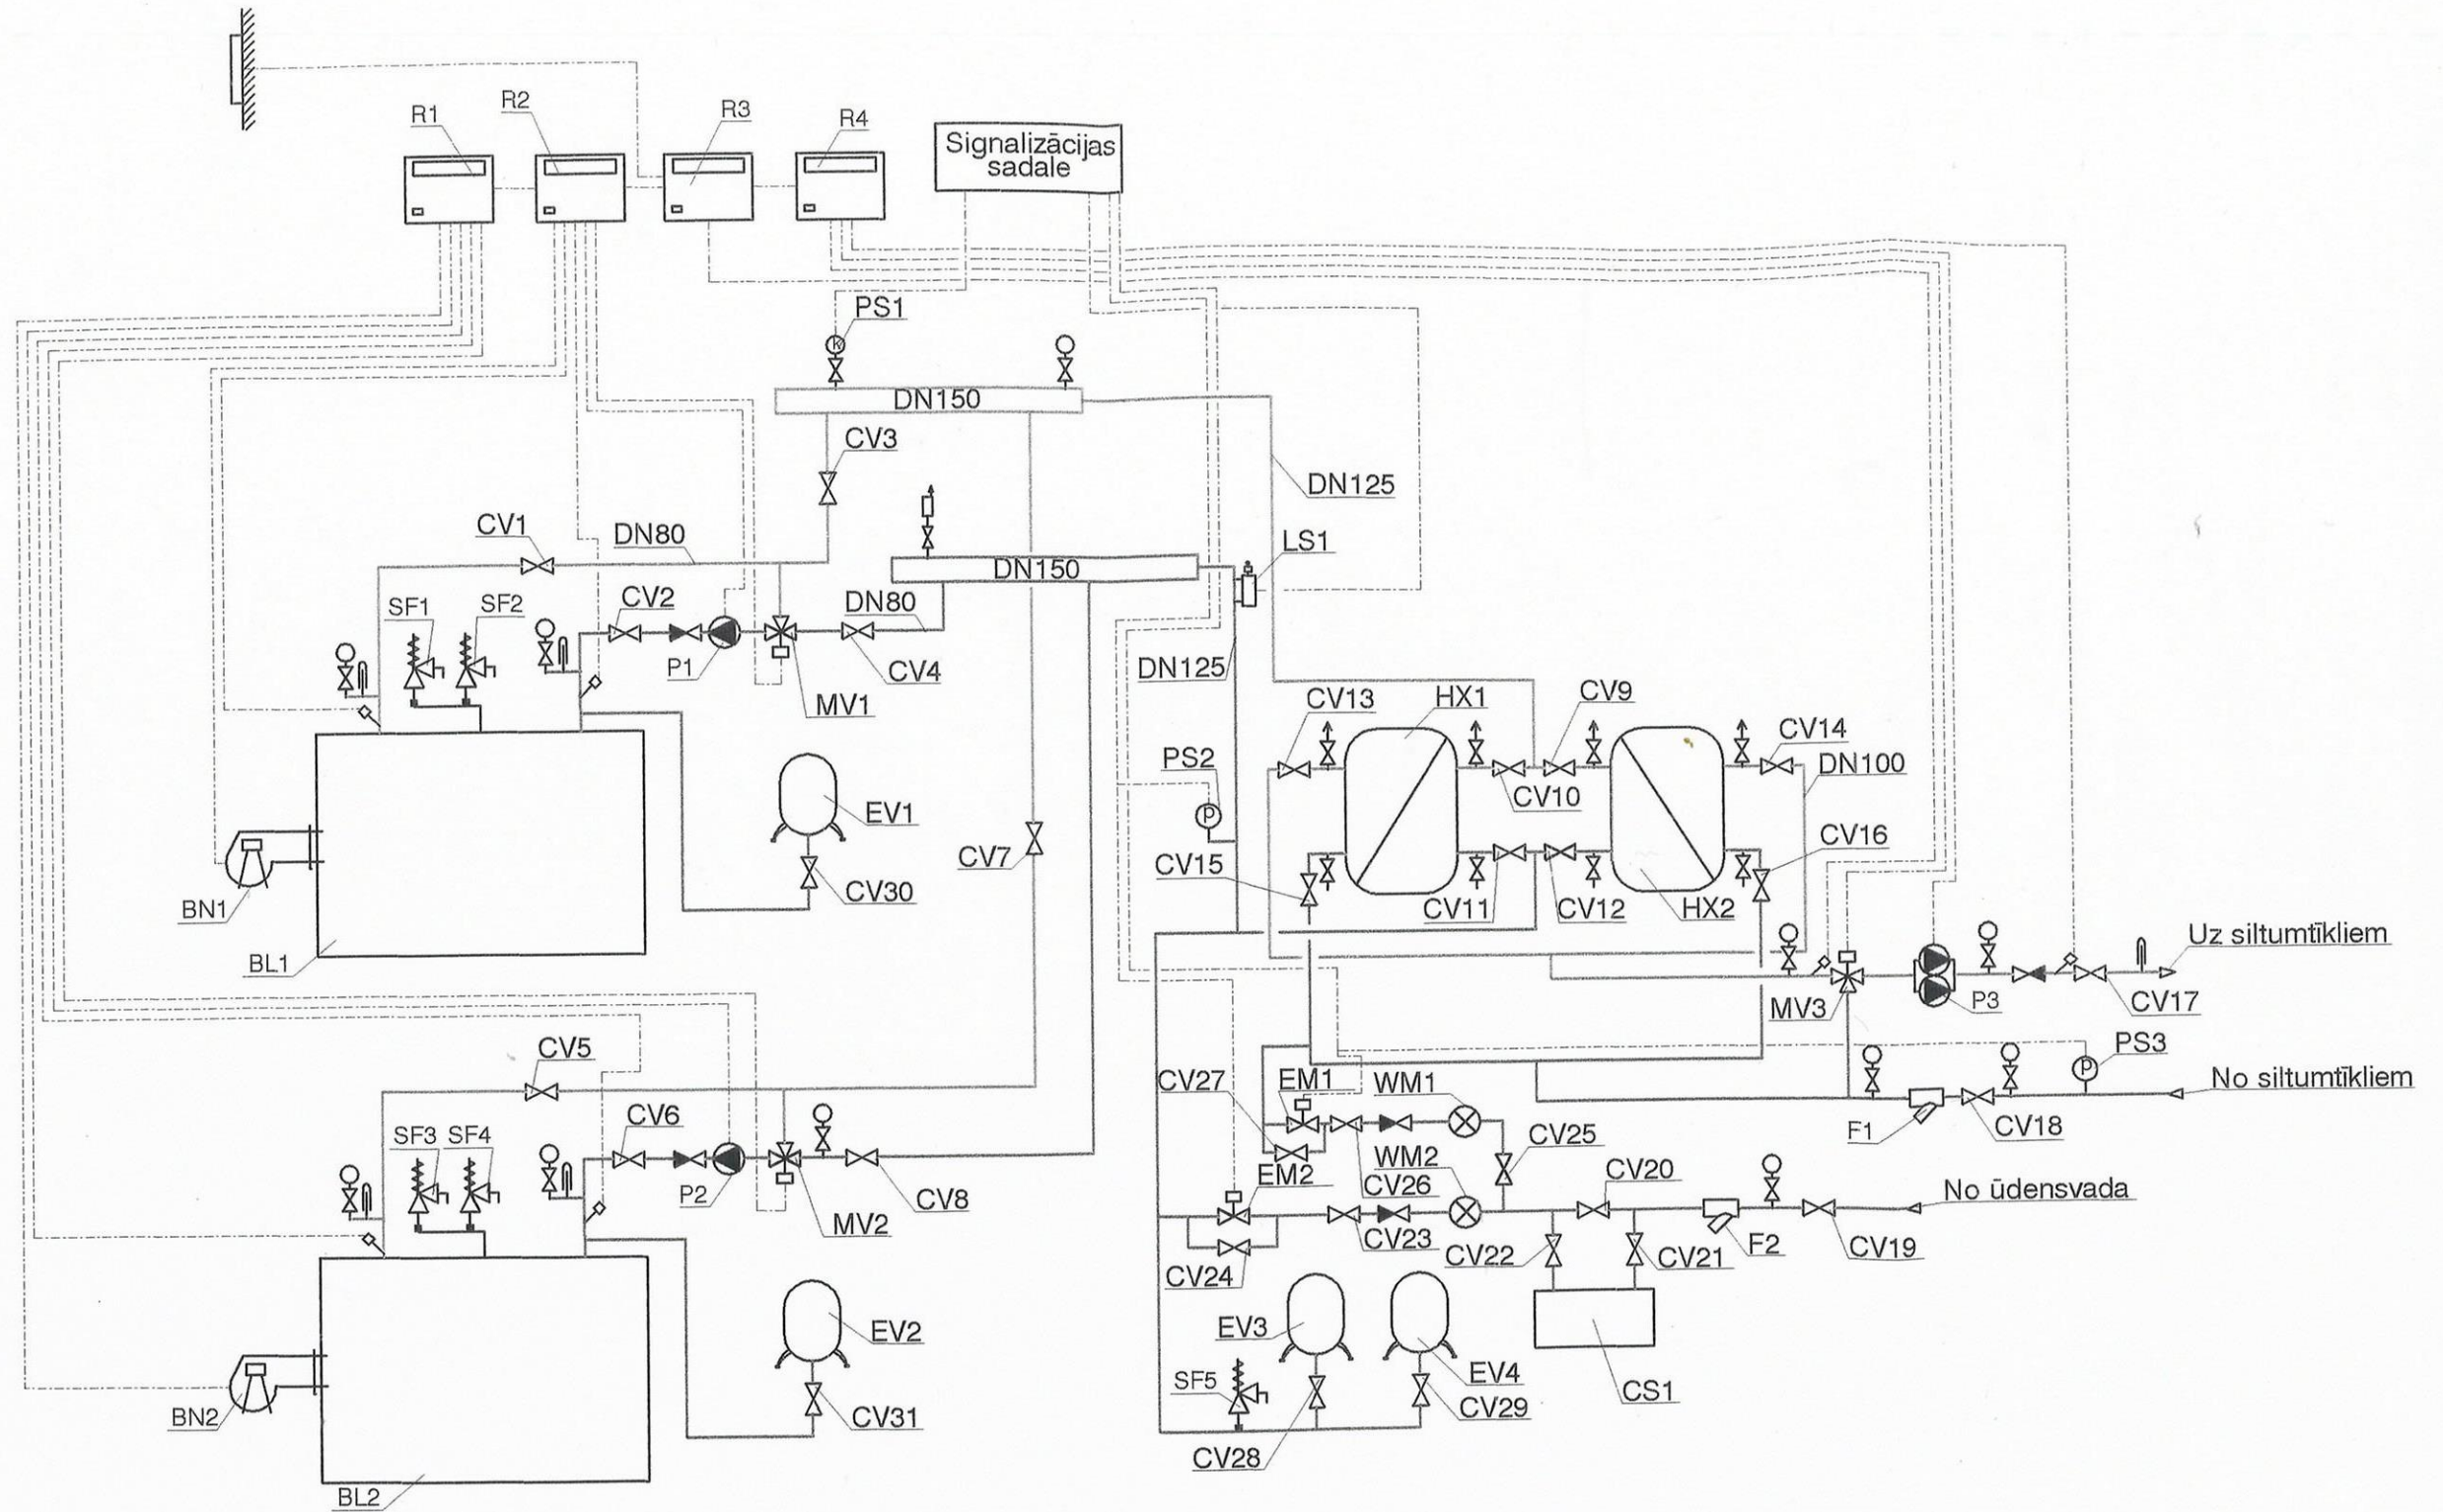 R1
R2
R3
R4
Signalizācijas
sadale
PS1
k
DN150
CV3
DN125
CV1
DN80
LS1
DN150
SF1
SF2
CV2
DN80
P1
CV4
MV1
DN125
CV13
HX1
CV9
CV14
DN100
PS2
p
CV10
EV1
CV7
CV15
CV16
CV30
BN1
CV11
CV12
HX2
BL1
Uz siltumtīkliem
MV3
P3
CV17
CV5
PS3
p
CV27
EM1
WM1
No siltumtīkliem
CV6
SF3
SF4
F1
CV18
CV25
WM2
EM2
CV26
CV20
P2
CV8
MV2
No ūdensvada
CV23
CV22
CV21
F2
CV19
CV24
EV2
EV3
EV4
SF5
CS1
CV29
BN2
CV31
CV28
BL2